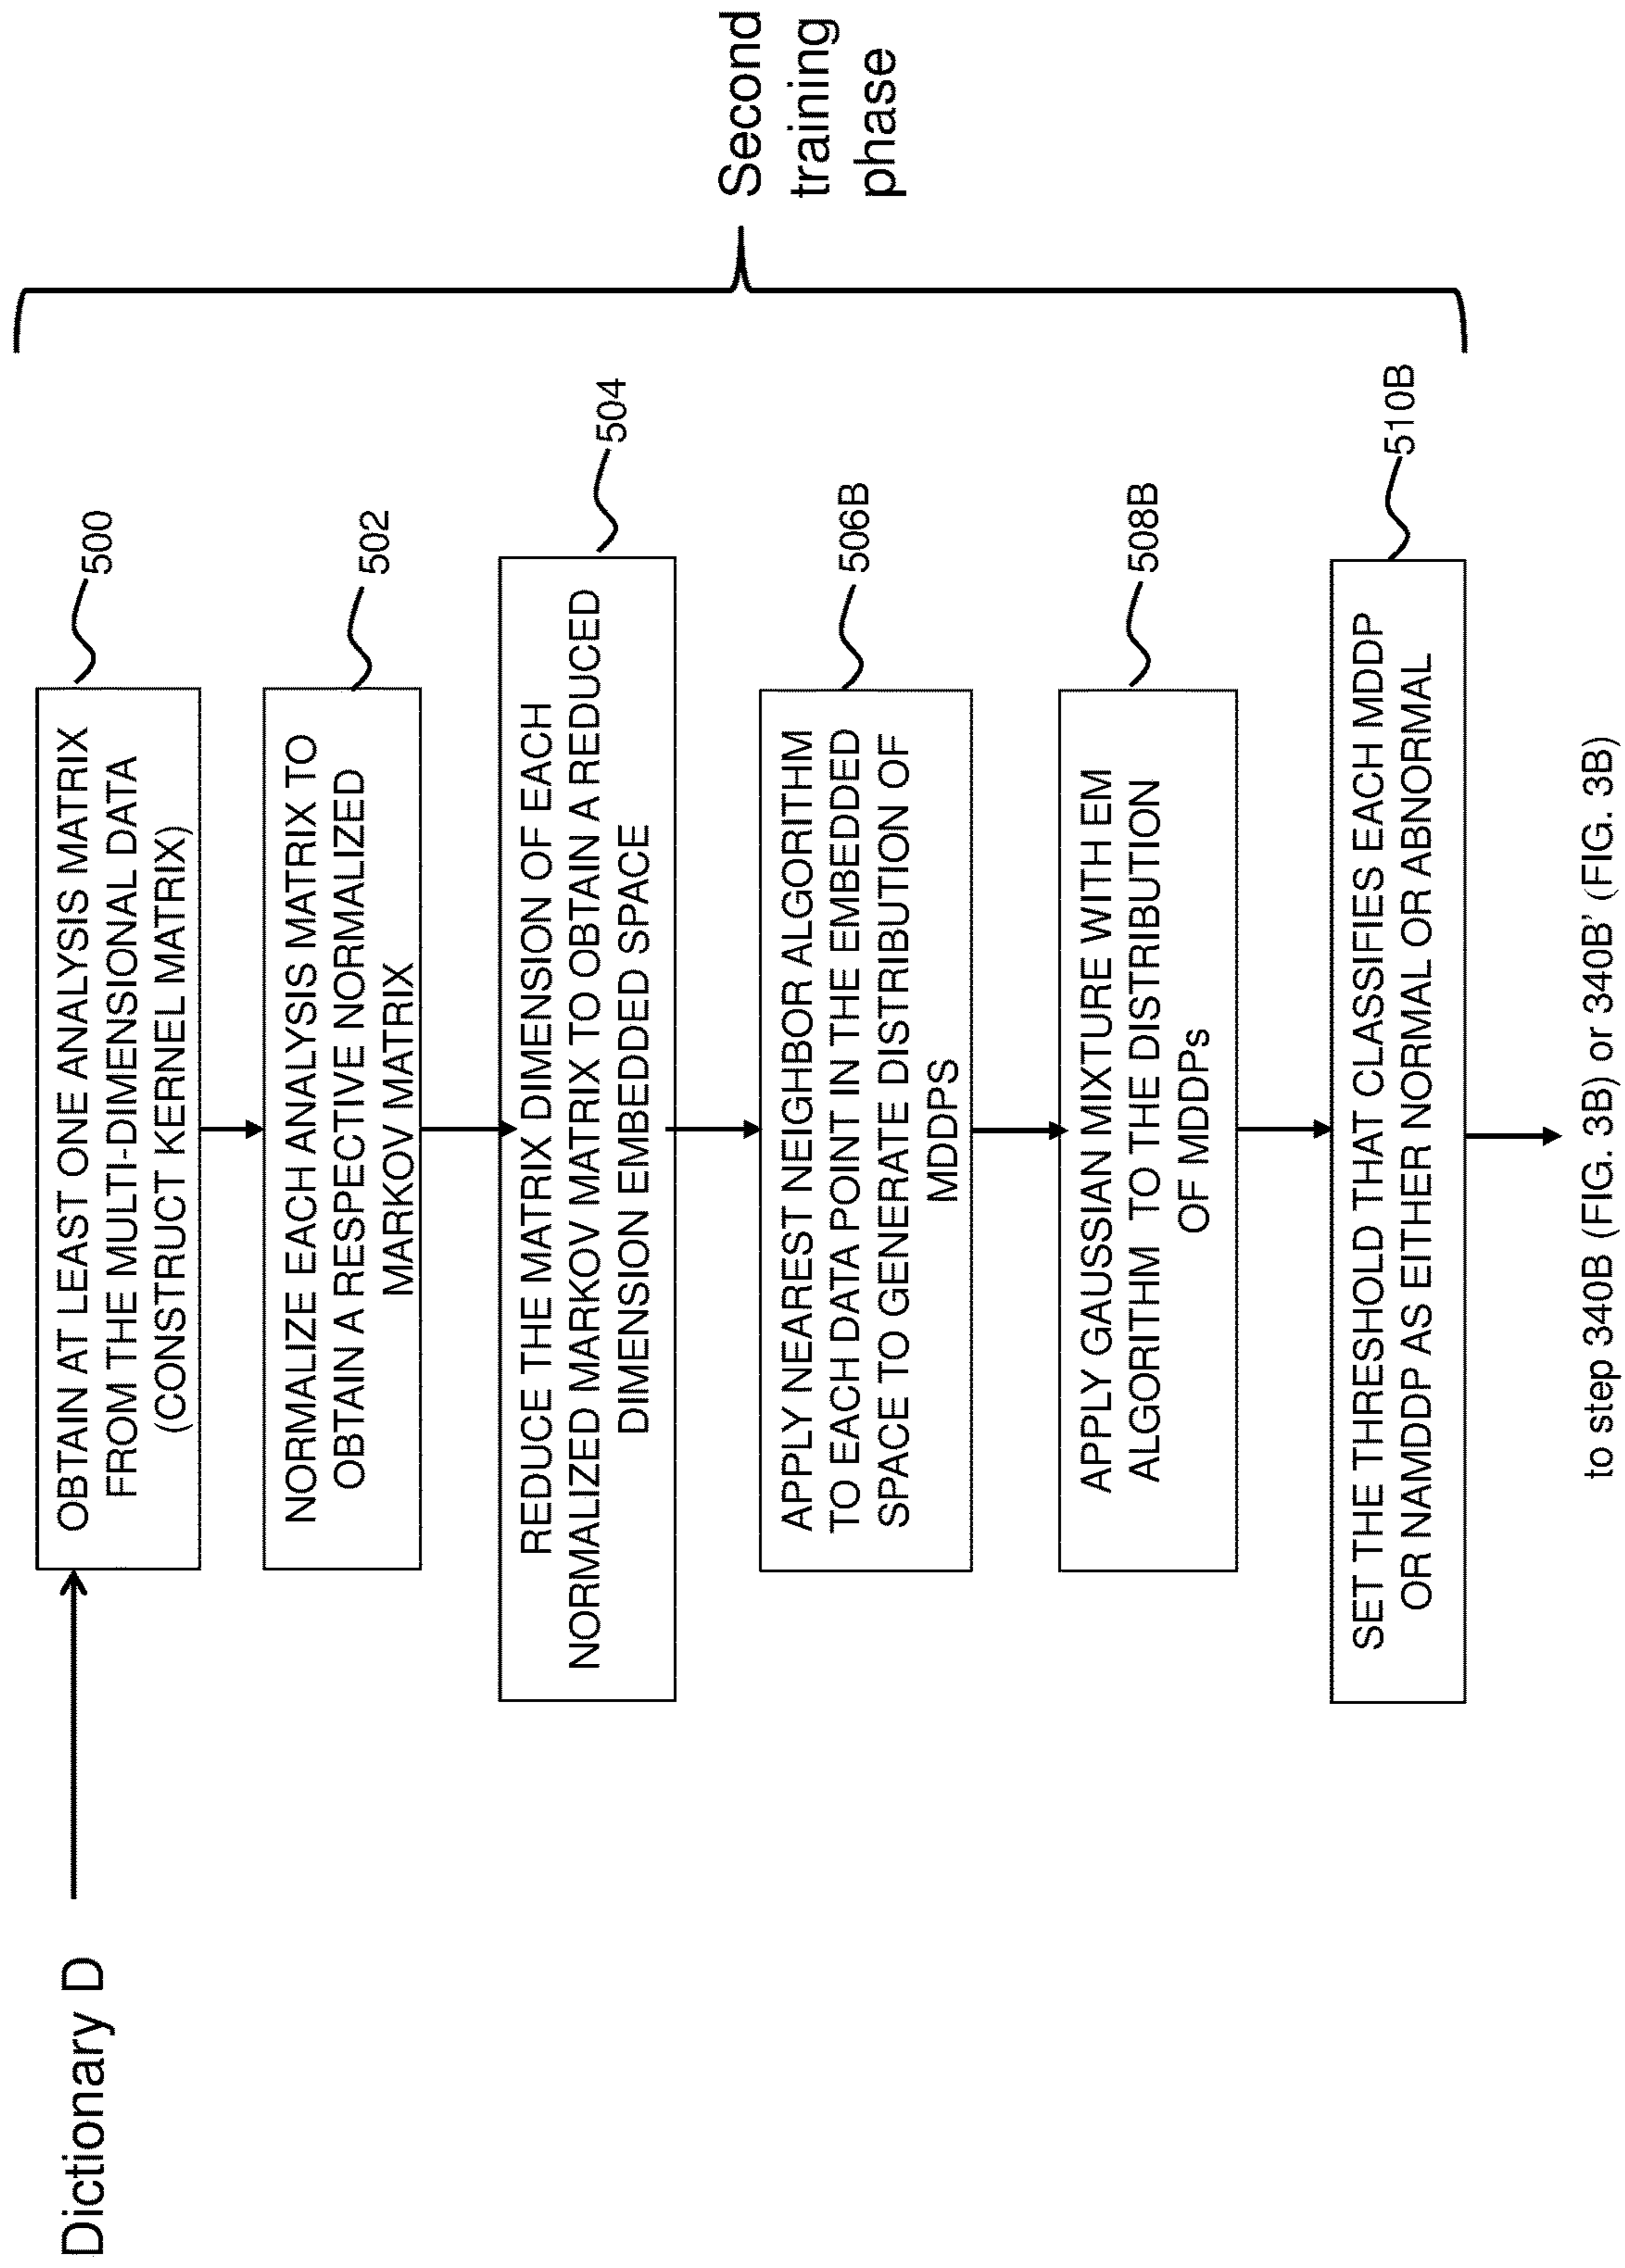 Dictionary D
OBTAIN AT LEAST ONE ANALYSIS MATRIX
FROM THE MULTI-DIMENSIONAL DATA
(CONSTRUCT KERNEL MATRIX)
500
NORMALIZE EACH ANALYSIS MATRIX TO
OBTAIN A RESPECTIVE NORMALIZED
MARKOV MATRIX
502
REDUCE THE MATRIX DIMENSION OF EACH
NORMALIZED MARKOV MATRIX TO OBTAIN A REDUCED
DIMENSION EMBEDDED SPACE
504
APPLY NEAREST NEIGHBOR ALGORITHM
TO EACH DATA POINT IN THE EMBEDDED
SPACE TO GENERATE DISTRIBUTION OF
MDDPS
506B
APPLY GAUSSIAN MIXTURE WITH EM
ALGORITHM TO THE DISTRIBUTION
OF MDDPs
508B
SET THE THRESHOLD THAT CLASSIFIES EACH MDDP
OR NAMDDP AS EITHER NORMAL OR ABNORMAL
510B
Second
training
phase
to step 340B (FIG. 3B) or 340B' (FIG. 3B)